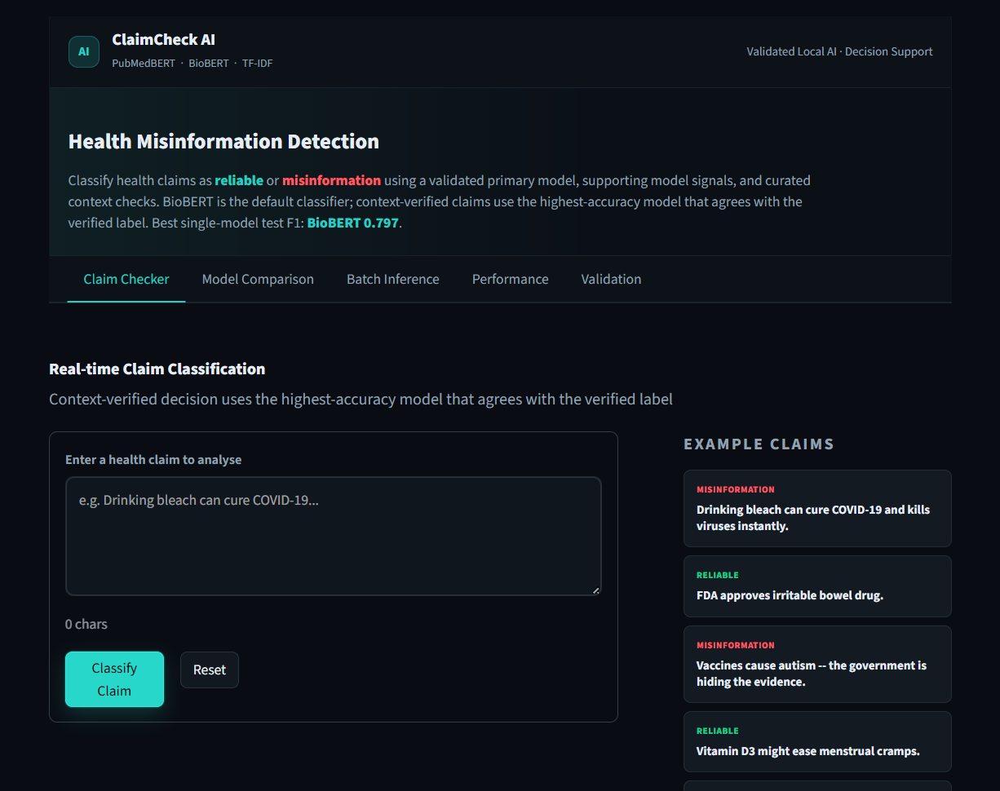 AI
ClaimCheck AI
PubMedBERT · BioBERT · TF-IDF
Validated Local AI · Decision Support
Health Misinformation Detection
Classify health claims as reliable or misinformation using a validated primary model, supporting model signals, and curated
context checks. BioBERT is the default classifier; context-verified claims use the highest-accuracy model that agrees with the
verified label. Best single-model test F1: BioBERT 0.797.
Claim Checker
Model Comparison
Batch Inference
Performance
Validation
Real-time Claim Classification
Context-verified decision uses the highest-accuracy model that agrees with the verified label
Enter a health claim to analyse
e.g. Drinking bleach can cure COVID-19...
0 chars
Classify
Claim
Reset
EXAMPLE CLAIMS
MISINFORMATION
Drinking bleach can cure COVID-19 and kills
viruses instantly.
RELIABLE
FDA approves irritable bowel drug.
MISINFORMATION
Vaccines cause autism -- the government is
hiding the evidence.
RELIABLE
Vitamin D3 might ease menstrual cramps.